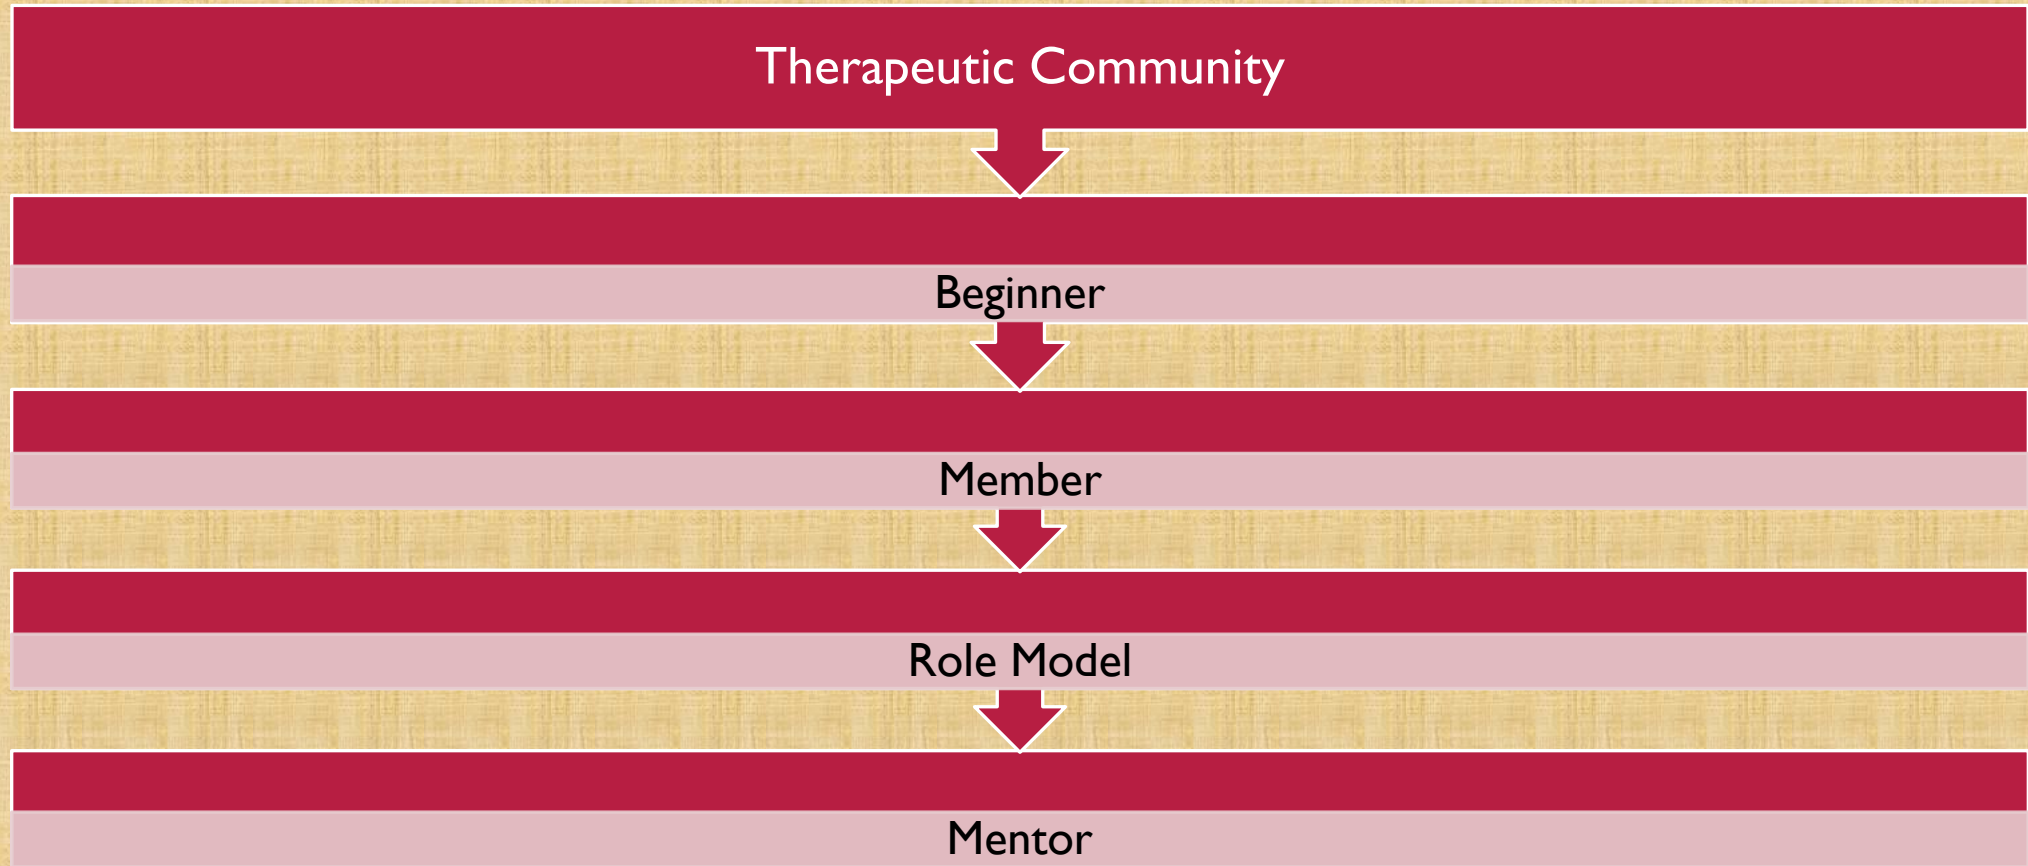 Therapeutic Community
Beginner
Member
Role Model
Mentor